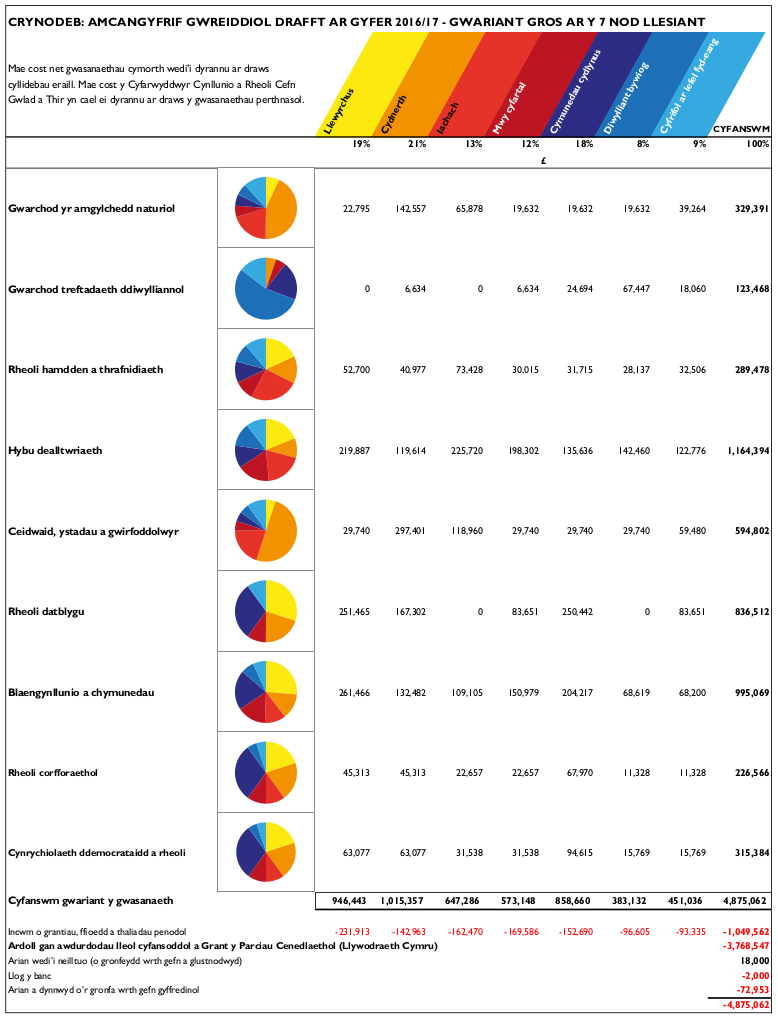 CRYNODEB: AMCANGYFRIF GWREIDDIOL DRAFFT AR GYFER 2016/17 - GWARIANT GROS AR Y 7 NOD LLESIANT
Mae cost net gwasanaethau cymorth wedi'i dyrannu ar draws
cyllidebau eraill. Mae cost y Cyfarwyddwyr Cynllunio a Rheoli Cefn
Gwlad a Thir yn cael ei dyrannu ar draws y gwasanaethau perthnasol.
Llewyrchus
Cydnerth
Iachach
Mwy cyfartal
Cymunedau cydlynus
Diwylliant bywiog
Cyfrifol ar lefel fyd-eang
CYFANSWM
19% 21% 13% 12% 18% 8% 9% 100%
£
Gwarchod yr amgylchedd naturiol 22,795 142,557 65,878 19,632 19,632 19,632 39,264 329,391
Gwarchod treftadaeth ddiwylliannol 0 6,634 0 6,634 24,694 67,447 18,060 123,468
Rheoli hamdden a thrafnidiaeth 52,700 40,977 73,428 30,015 31,715 28,137 32,506 289,478
Hybu dealltwriaeth 219,887 119,614 225,720 198,302 135,636 142,460 122,776 1,164,394
Ceidwaid, ystadau a gwirfoddolwyr 29,740 297,401 118,960 29,740 29,740 29,740 59,480 594,802
Rheoli datblygu 251,465 167,302 0 83,651 250,442 0 83,651 836,512
Blaengynllunio a chymunedau 261,466 132,482 109,105 150,979 204,217 68,619 68,200 995,069
Rheoli corfforaethol 45,313 45,313 22,657 22,657 67,970 11,328 11,328 226,566
Cynrychiolaeth ddemocrataidd a rheoli 63,077 63,077 31,538 31,538 94,615 15,769 15,769 315,384
Cyfanswm gwariant y gwasanaeth 946,443 1,015,357 647,286 573,148 858,660 383,132 451,036 4,875,062
Incwm o grantiau, ffioedd a thaliadau penodol -231,913 -142,963 -162,470 -169,586 -152,690 -96,605 -93,335 -1,049,562
Ardoll gan awdurdodau lleol cyfansoddol a Grant y Parciau Cenedlaethol (Llywodraeth Cymru) -3,768,547
Arian wedi'i neilltuo (o gronfeydd wrth gefn a glustnodwyd) 18,000
Llog y banc -2,000
Arian a dynnwyd o'r gronfa wrth gefn gyffredinol -72,953
-4,875,062